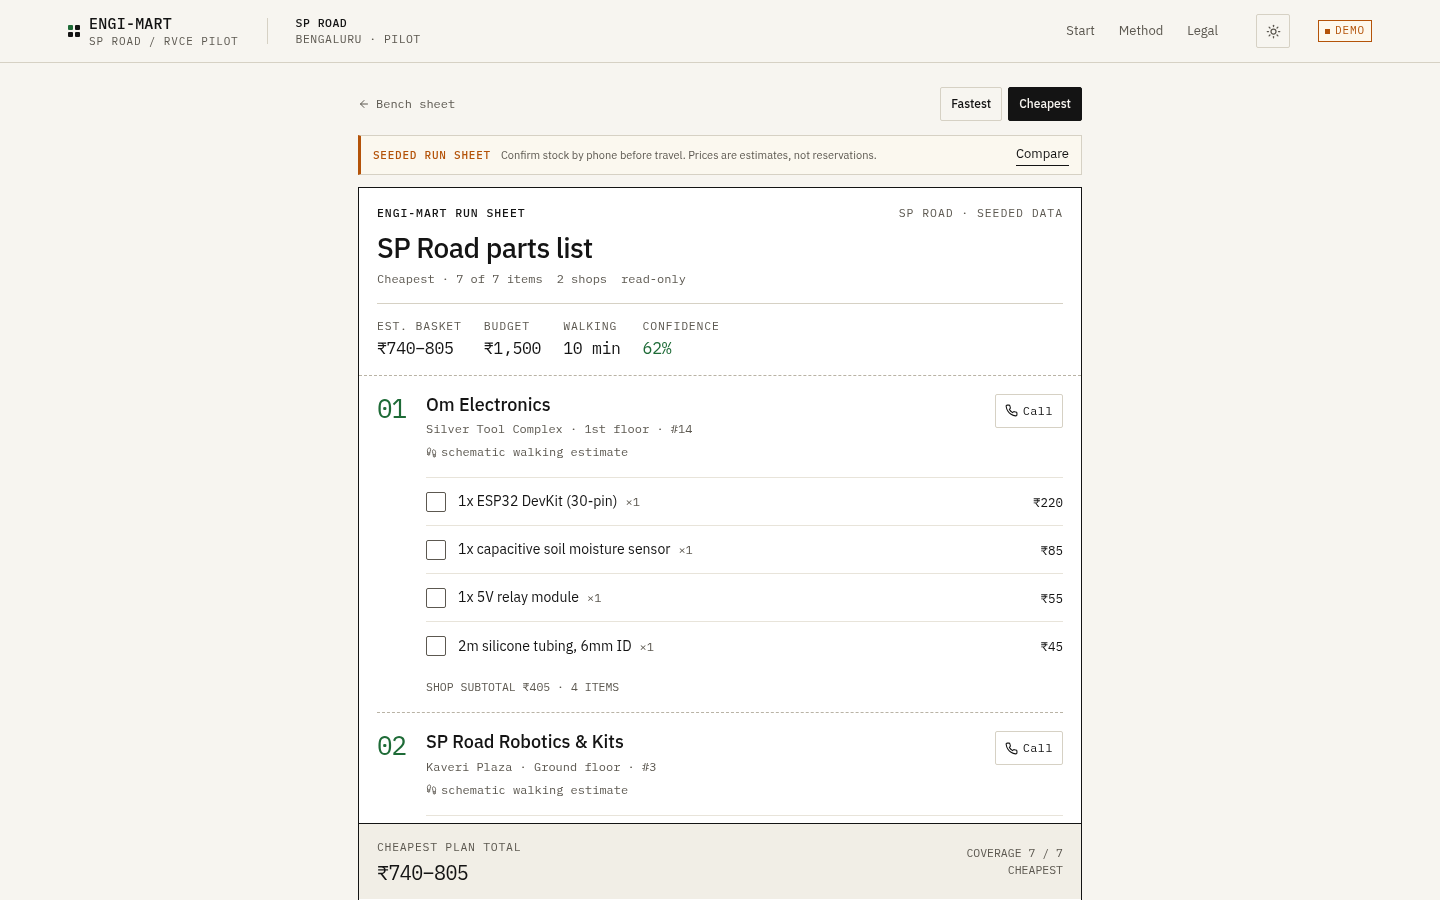 ENGI-MART
SP ROAD / RVCE PILOT
SP ROAD
BENGALURU · PILOT
Start
Method
Legal
DEMO
← Bench sheet
Fastest
Cheapest
SEEDED RUN SHEET Confirm stock by phone before travel. Prices are estimates, not reservations.
Compare
ENGI-MART RUN SHEET
SP ROAD · SEEDED DATA
SP Road parts list
Cheapest · 7 of 7 items 2 shops read-only
EST. BASKET
₹740–805
BUDGET
₹1,500
WALKING
10 min
CONFIDENCE
62%
01
Om Electronics
Silver Tool Complex · 1st floor · #14
schematic walking estimate
Call
1x ESP32 DevKit (30-pin) ×1 ₹220
1x capacitive soil moisture sensor ×1 ₹85
1x 5V relay module ×1 ₹55
2m silicone tubing, 6mm ID ×1 ₹45
SHOP SUBTOTAL ₹405 · 4 ITEMS
02
SP Road Robotics & Kits
Kaveri Plaza · Ground floor · #3
schematic walking estimate
Call
CHEAPEST PLAN TOTAL
₹740–805
COVERAGE 7 / 7
CHEAPEST